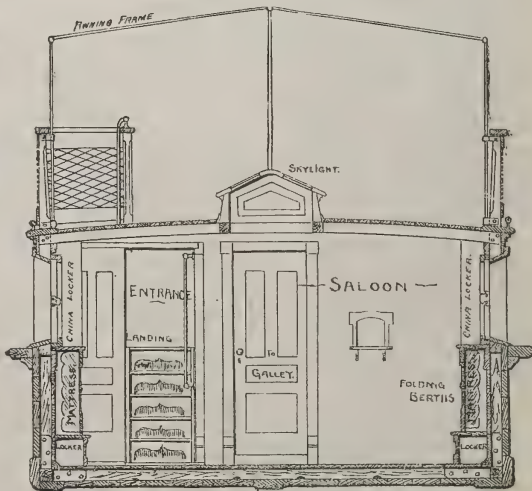 AWNING FRAME
SKYLIGHT.
CHINA LOCKER
ENTRANCE
LANDING
SALOON
CHINA LOCKER.
To
GALLEY.
MATTRESS
FOLDING
BERTHS
MATTRESS
LOCKER
LOCKER